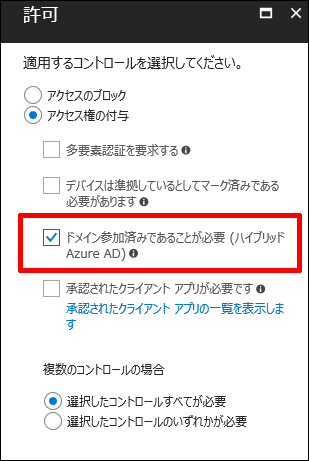 許可
適用するコントロールを選択してください。
アクセスのブロック
アクセス権の付与
多要素認証を要求する
デバイスは準拠しているとしてマーク済みである
必要があります
ドメイン参加済みであることが必要 (ハイブリッド
Azure AD)
承認されたクライアント アプリが必要です
承認されたクライアント アプリの一覧を表示しま
す
複数のコントロールの場合
選択したコントロールすべてが必要
選択したコントロールのいずれかが必要